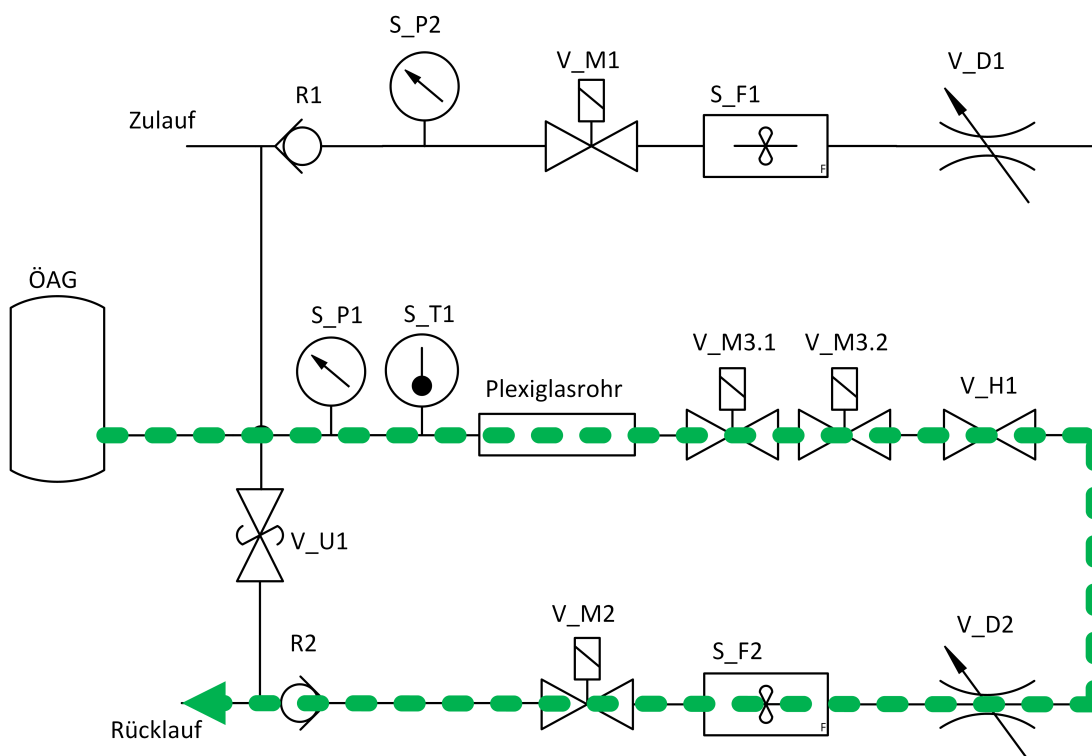 S_P2
V_M1
V_D1
R1
S_F1
Zulauf
F
ÖAG
S_P1
S_T1
V_M3.1
V_M3.2
Plexiglasrohr
V_H1
V_U1
V_M2
V_D2
R2
S_F2
Rücklauf
F